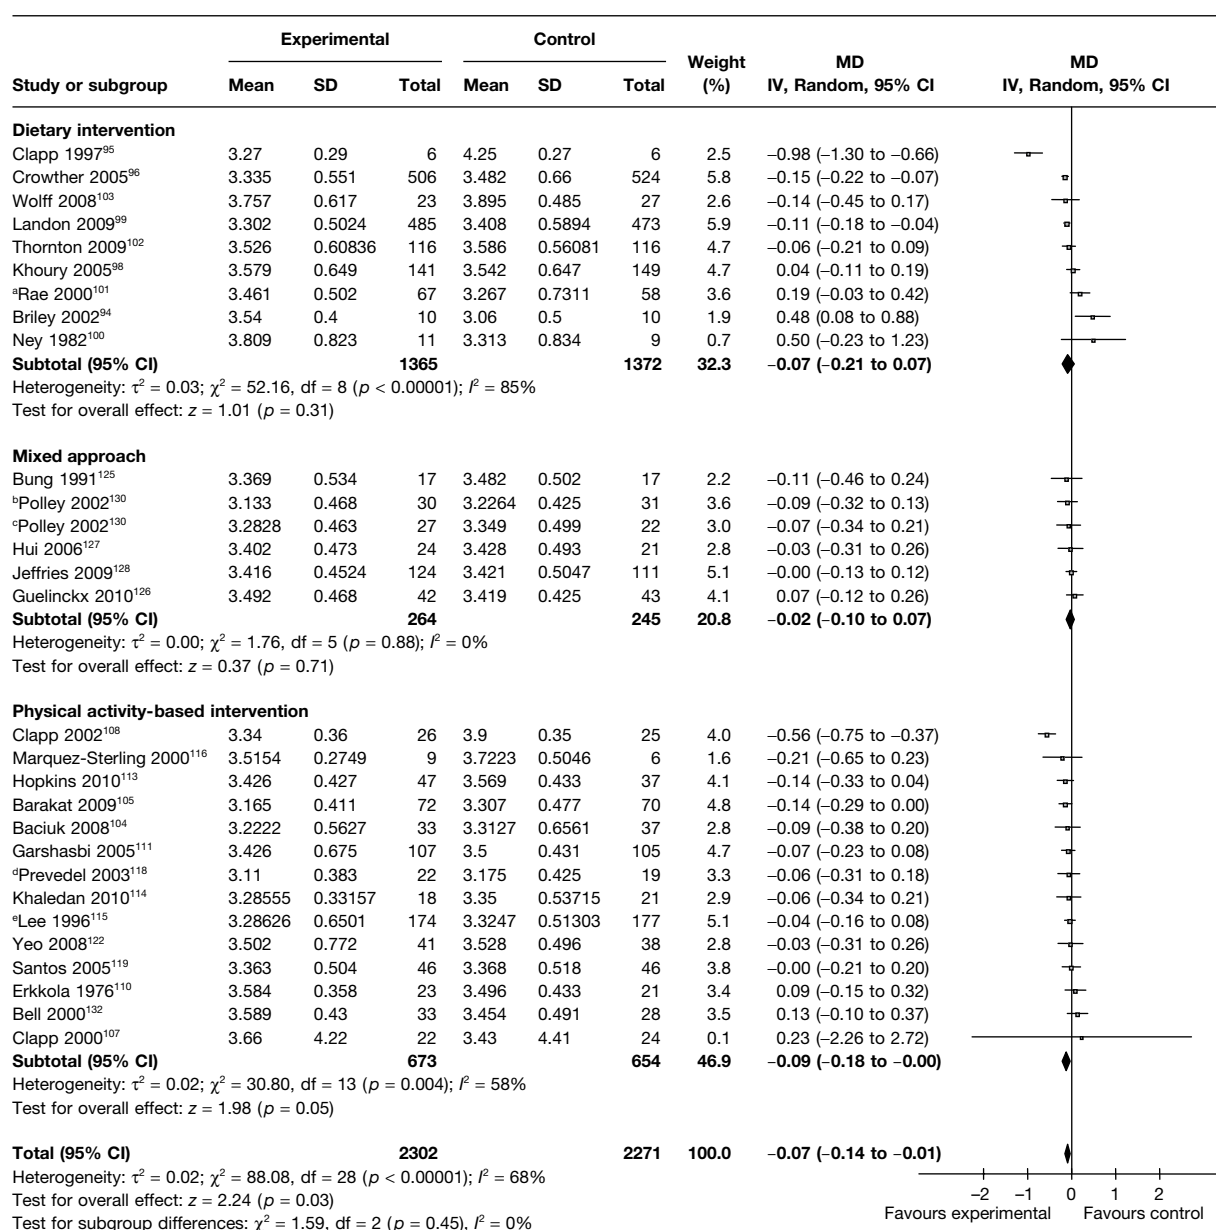 Experimental Control
Weight MD MD
Study or subgroup Mean SD Total Mean SD Total (%) IV, Random, 95% CI IV, Random, 95% CI
Dietary intervention
Clapp 1997⁹⁵ 3.27 0.29 6 4.25 0.27 6 2.5 −0.98 (−1.30 to −0.66)
Crowther 2005⁹⁶ 3.335 0.551 506 3.482 0.66 524 5.8 −0.15 (−0.22 to −0.07)
Wolff 2008¹⁰³ 3.757 0.617 23 3.895 0.485 27 2.6 −0.14 (−0.45 to 0.17)
Landon 2009⁹⁹ 3.302 0.5024 485 3.408 0.5894 473 5.9 −0.11 (−0.18 to −0.04)
Thornton 2009¹⁰² 3.526 0.60836 116 3.586 0.56081 116 4.7 −0.06 (−0.21 to 0.09)
Khoury 2005⁹⁸ 3.579 0.649 141 3.542 0.647 149 4.7 0.04 (−0.11 to 0.19)
ᵃRae 2000¹⁰¹ 3.461 0.502 67 3.267 0.7311 58 3.6 0.19 (−0.03 to 0.42)
Briley 2002⁹⁴ 3.54 0.4 10 3.06 0.5 10 1.9 0.48 (0.08 to 0.88)
Ney 1982¹⁰⁰ 3.809 0.823 11 3.313 0.834 9 0.7 0.50 (−0.23 to 1.23)
Subtotal (95% CI) 1365 1372 32.3 −0.07 (−0.21 to 0.07)
Heterogeneity: τ² = 0.03; χ² = 52.16, df = 8 (p < 0.00001); I² = 85%
Test for overall effect: z = 1.01 (p = 0.31)
Mixed approach
Bung 1991¹²⁵ 3.369 0.534 17 3.482 0.502 17 2.2 −0.11 (−0.46 to 0.24)
ᵇPolley 2002¹³⁰ 3.133 0.468 30 3.2264 0.425 31 3.6 −0.09 (−0.32 to 0.13)
ᶜPolley 2002¹³⁰ 3.2828 0.463 27 3.349 0.499 22 3.0 −0.07 (−0.34 to 0.21)
Hui 2006¹²⁷ 3.402 0.473 24 3.428 0.493 21 2.8 −0.03 (−0.31 to 0.26)
Jeffries 2009¹²⁸ 3.416 0.4524 124 3.421 0.5047 111 5.1 −0.00 (−0.13 to 0.12)
Guelinckx 2010¹²⁶ 3.492 0.468 42 3.419 0.425 43 4.1 0.07 (−0.12 to 0.26)
Subtotal (95% CI) 264 245 20.8 −0.02 (−0.10 to 0.07)
Heterogeneity: τ² = 0.00; χ² = 1.76, df = 5 (p = 0.88); I² = 0%
Test for overall effect: z = 0.37 (p = 0.71)
Physical activity-based intervention
Clapp 2002¹⁰⁸ 3.34 0.36 26 3.9 0.35 25 4.0 −0.56 (−0.75 to −0.37)
Marquez-Sterling 2000¹¹⁶ 3.5154 0.2749 9 3.7223 0.5046 6 1.6 −0.21 (−0.65 to 0.23)
Hopkins 2010¹¹³ 3.426 0.427 47 3.569 0.433 37 4.1 −0.14 (−0.33 to 0.04)
Barakat 2009¹⁰⁵ 3.165 0.411 72 3.307 0.477 70 4.8 −0.14 (−0.29 to 0.00)
Baciuk 2008¹⁰⁴ 3.2222 0.5627 33 3.3127 0.6561 37 2.8 −0.09 (−0.38 to 0.20)
Garshasbi 2005¹¹¹ 3.426 0.675 107 3.5 0.431 105 4.7 −0.07 (−0.23 to 0.08)
ᵈPrevedel 2003¹¹⁸ 3.11 0.383 22 3.175 0.425 19 3.3 −0.06 (−0.31 to 0.18)
Khaledan 2010¹¹⁴ 3.28555 0.33157 18 3.35 0.53715 21 2.9 −0.06 (−0.34 to 0.21)
ᵉLee 1996¹¹⁵ 3.28626 0.6501 174 3.3247 0.51303 177 5.1 −0.04 (−0.16 to 0.08)
Yeo 2008¹²² 3.502 0.772 41 3.528 0.496 38 2.8 −0.03 (−0.31 to 0.26)
Santos 2005¹¹⁹ 3.363 0.504 46 3.368 0.518 46 3.8 −0.00 (−0.21 to 0.20)
Erkkola 1976¹¹⁰ 3.584 0.358 23 3.496 0.433 21 3.4 0.09 (−0.15 to 0.32)
Bell 2000¹³² 3.589 0.43 33 3.454 0.491 28 3.5 0.13 (−0.10 to 0.37)
Clapp 2000¹⁰⁷ 3.66 4.22 22 3.43 4.41 24 0.1 0.23 (−2.26 to 2.72)
Subtotal (95% CI) 673 654 46.9 −0.09 (−0.18 to −0.00)
Heterogeneity: τ² = 0.02; χ² = 30.80, df = 13 (p = 0.004); I² = 58%
Test for overall effect: z = 1.98 (p = 0.05)
Total (95% CI) 2302 2271 100.0 −0.07 (−0.14 to −0.01)
Heterogeneity: τ² = 0.02; χ² = 88.08, df = 28 (p < 0.00001); I² = 68%
Test for overall effect: z = 2.24 (p = 0.03)
Test for subgroup differences: χ² = 1.59, df = 2 (p = 0.45), I² = 0%
−2 −1 0 1 2
Favours experimental Favours control